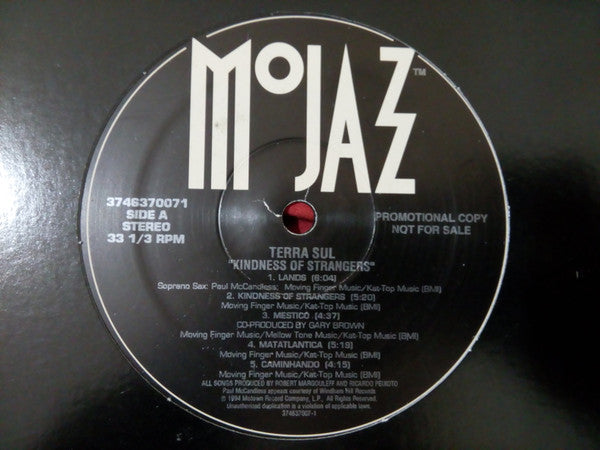 MoJAZZ™
3746370071
SIDE A
STEREO
33 1/3 RPM
PROMOTIONAL COPY
NOT FOR SALE
TERRA SUL
"KINDNESS OF STRANGERS"
1. LANDS (6:04)
Soprano Sax: Paul McCandless; Moving Finger Music/Kat-Top Music (BMI)
2. KINDNESS OF STRANGERS (5:20)
Moving Finger Music/Kat-Top Music (BMI)
3. MESTICO (4:37)
CO-PRODUCED BY GARY BROWN
Moving Finger Music/Mellow Tone Music/Kat-Top Music (BMI)
4. MATATLANTICA (5:19)
Moving Finger Music/Kat-Top Music (BMI)
5. CAMINHANDO (4:15)
Moving Finger Music/Kat-Top Music (BMI)
ALL SONGS PRODUCED BY ROBERT MARGOULEFF AND RICARDO PEIXOTO
Paul McCandless appears courtesy of Windham Hill Records
© 1994 Motown Record Company, L.P., All Rights Reserved.
Unauthorized duplication is a violation of applicable laws.
374637007-1